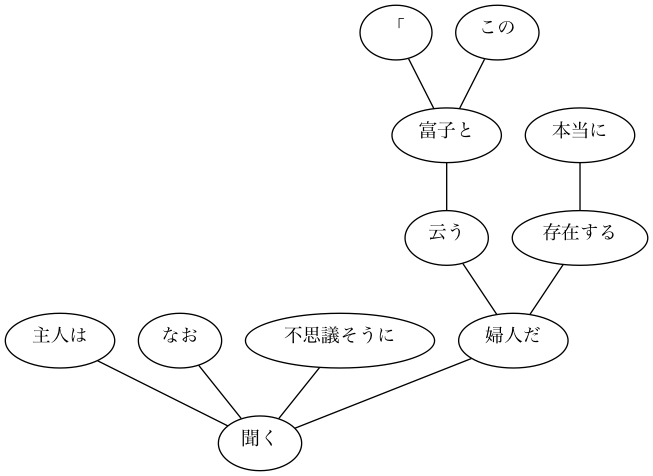 「
この
富子と
本当に
云う
存在する
主人は
なお
不思議そうに
婦人だ
聞く